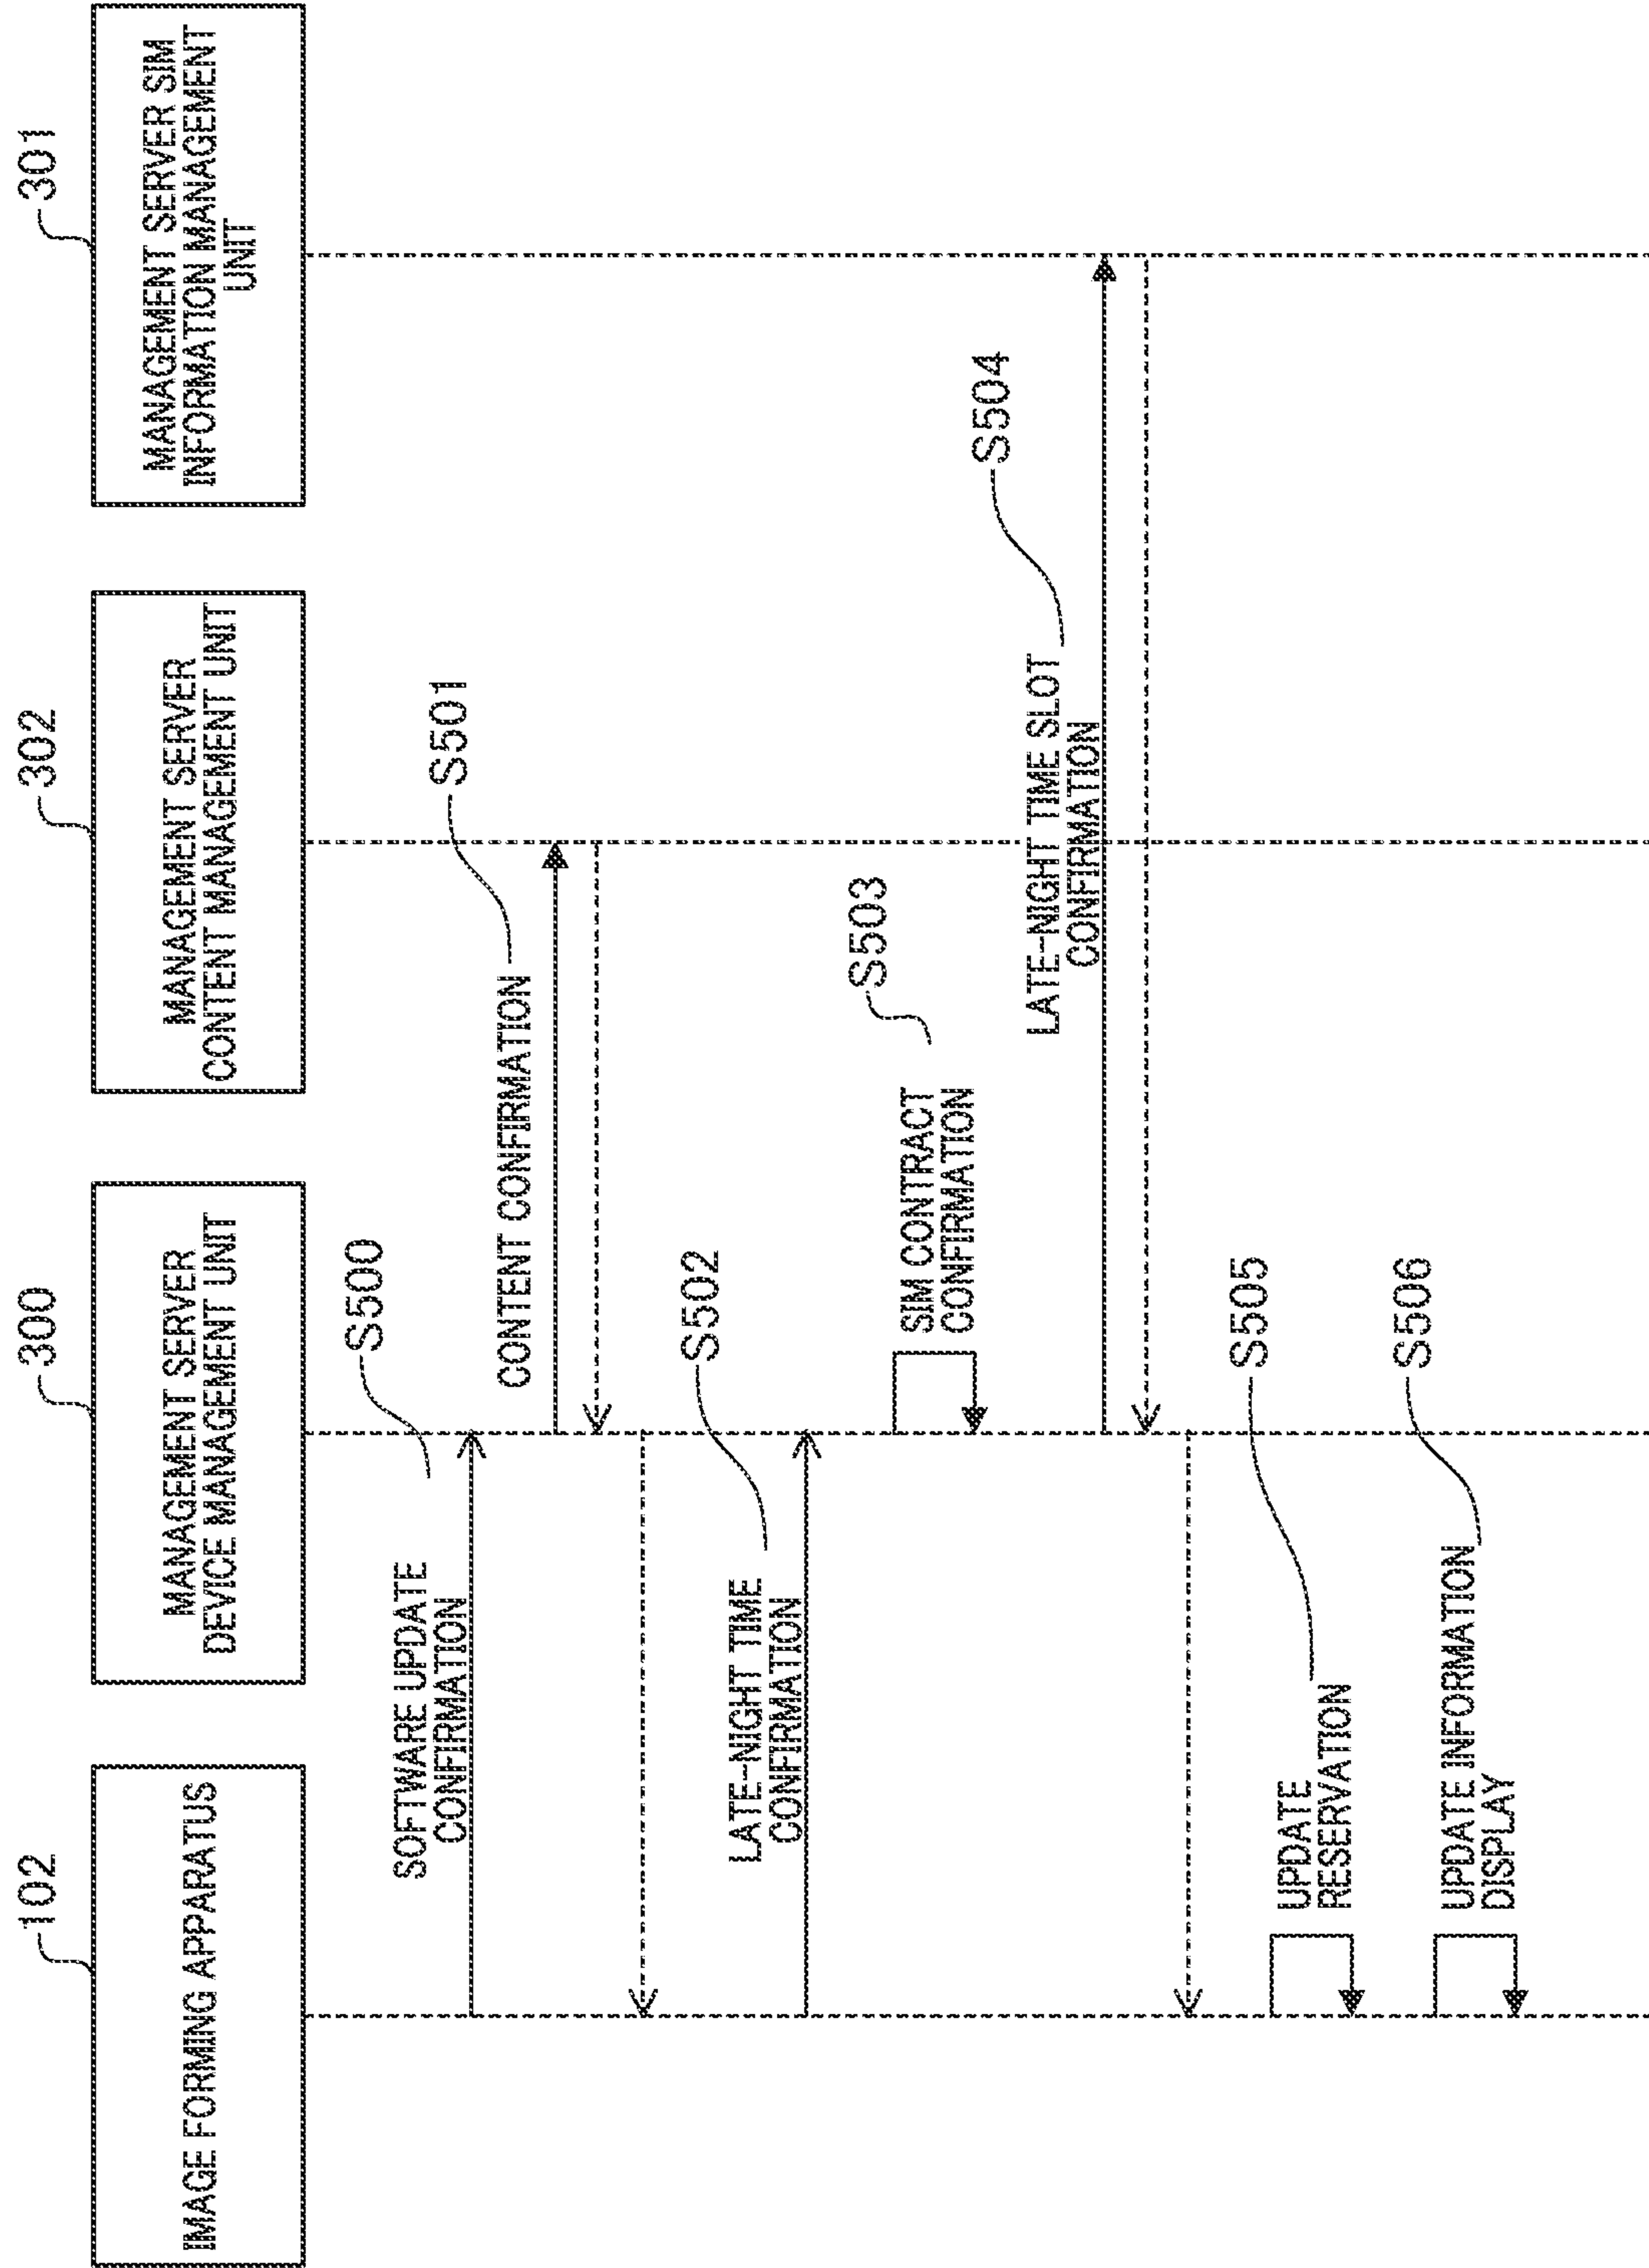 102
IMAGE FORMING APPARATUS
300
MANAGEMENT SERVER
DEVICE MANAGEMENT UNIT
302
MANAGEMENT SERVER
CONTENT MANAGEMENT UNIT
301
MANAGEMENT SERVER SIM
INFORMATION MANAGEMENT
UNIT
S500
SOFTWARE UPDATE
CONFIRMATION
S501
CONTENT CONFIRMATION
S502
LATE-NIGHT TIME
CONFIRMATION
S503
SIM CONTRACT
CONFIRMATION
S504
LATE-NIGHT TIME SLOT
CONFIRMATION
S505
UPDATE
RESERVATION
S506
UPDATE INFORMATION
DISPLAY